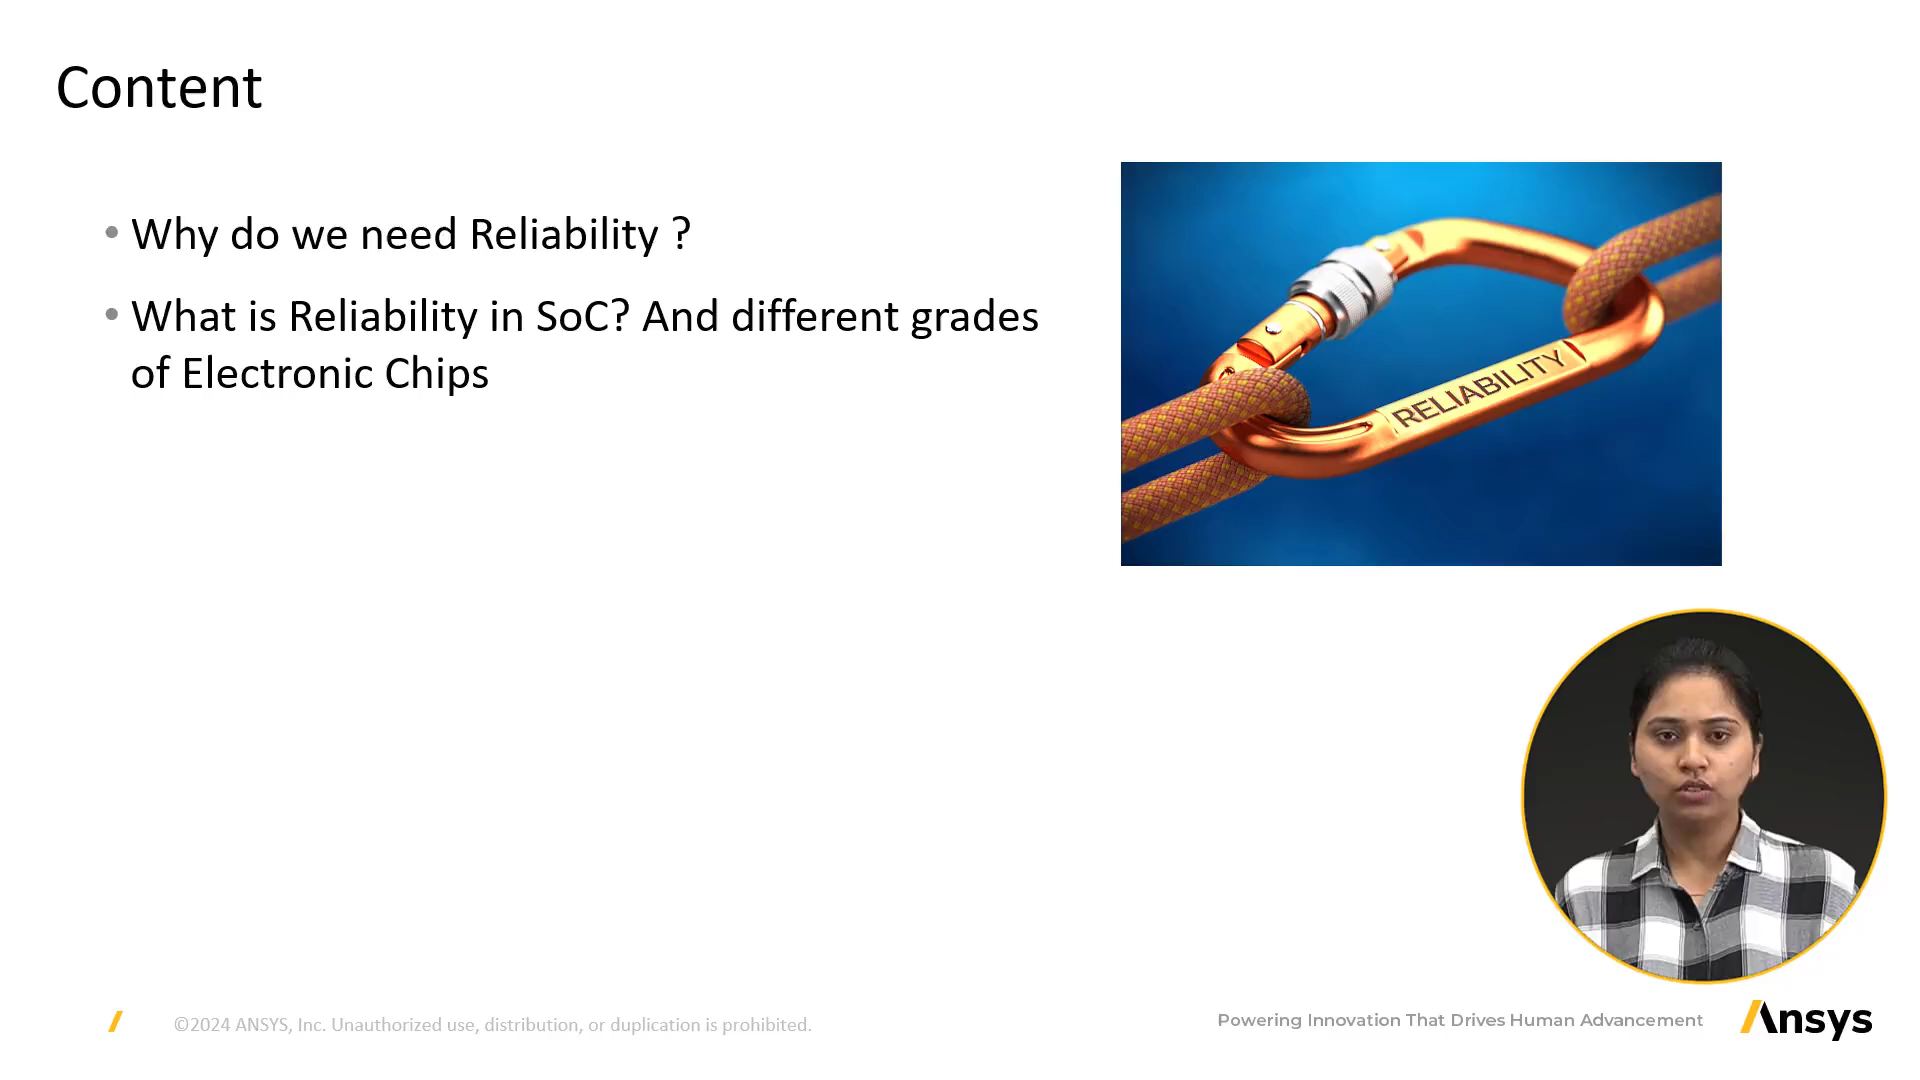 Content
• Why do we need Reliability ?
• What is Reliability in SoC? And different grades
of Electronic Chips
RELIABILITY
©2024 ANSYS, Inc. Unauthorized use, distribution, or duplication is prohibited.
Powering Innovation That Drives Human Advancement
Ansys